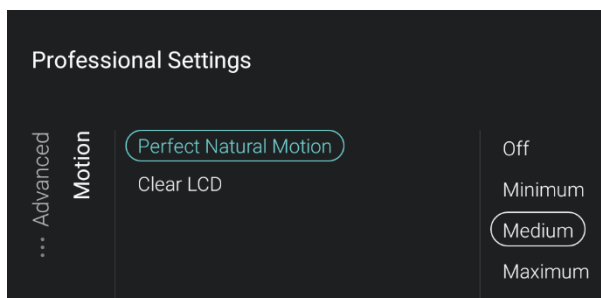 Professional Settings
... Advanced
Motion
Perfect Natural Motion
Clear LCD
Off
Minimum
Medium
Maximum